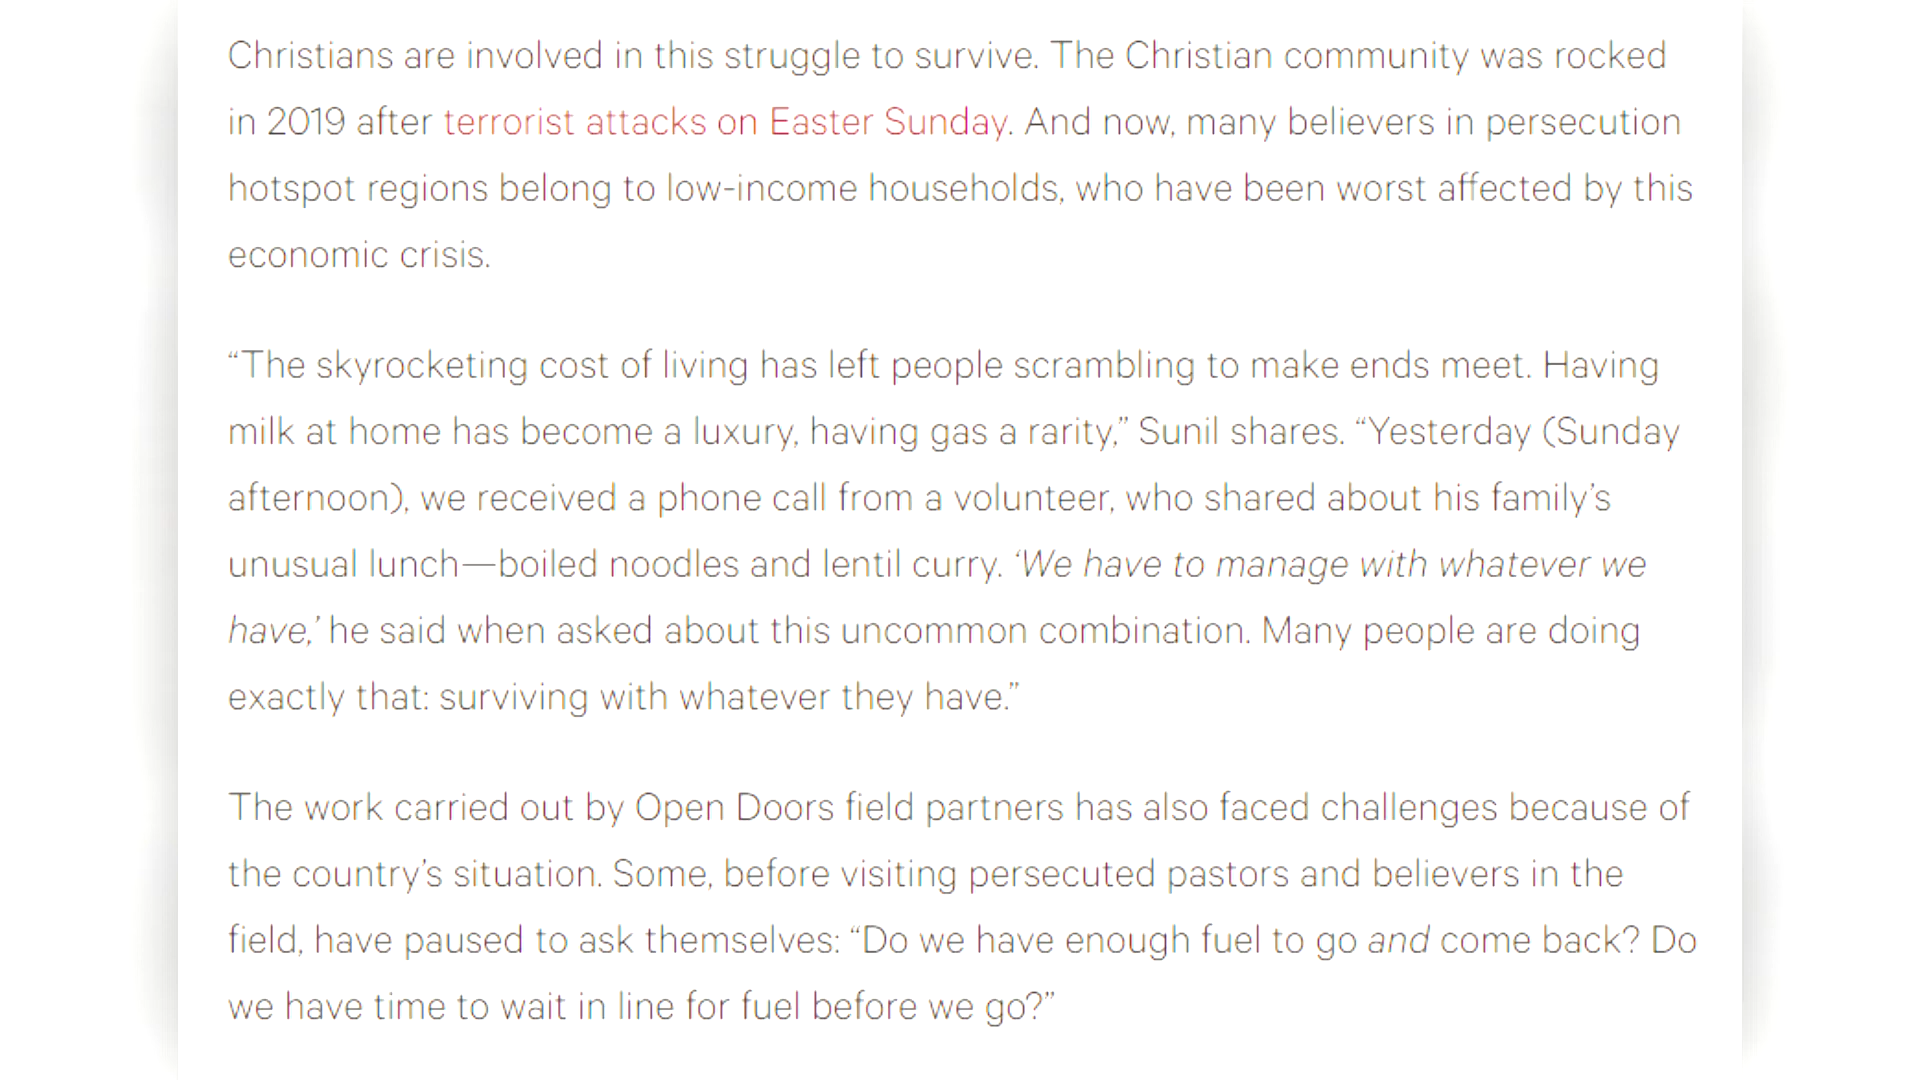 Christians are involved in this struggle to survive. The Christian community was rocked
in 2019 after terrorist attacks on Easter Sunday. And now, many believers in persecution
hotspot regions belong to low-income households, who have been worst affected by this
economic crisis.
“The skyrocketing cost of living has left people scrambling to make ends meet. Having
milk at home has become a luxury, having gas a rarity,” Sunil shares. “Yesterday (Sunday
afternoon), we received a phone call from a volunteer, who shared about his family’s
unusual lunch—boiled noodles and lentil curry. ‘We have to manage with whatever we
have,’ he said when asked about this uncommon combination. Many people are doing
exactly that: surviving with whatever they have.”
The work carried out by Open Doors field partners has also faced challenges because of
the country’s situation. Some, before visiting persecuted pastors and believers in the
field, have paused to ask themselves: “Do we have enough fuel to go and come back? Do
we have time to wait in line for fuel before we go?”